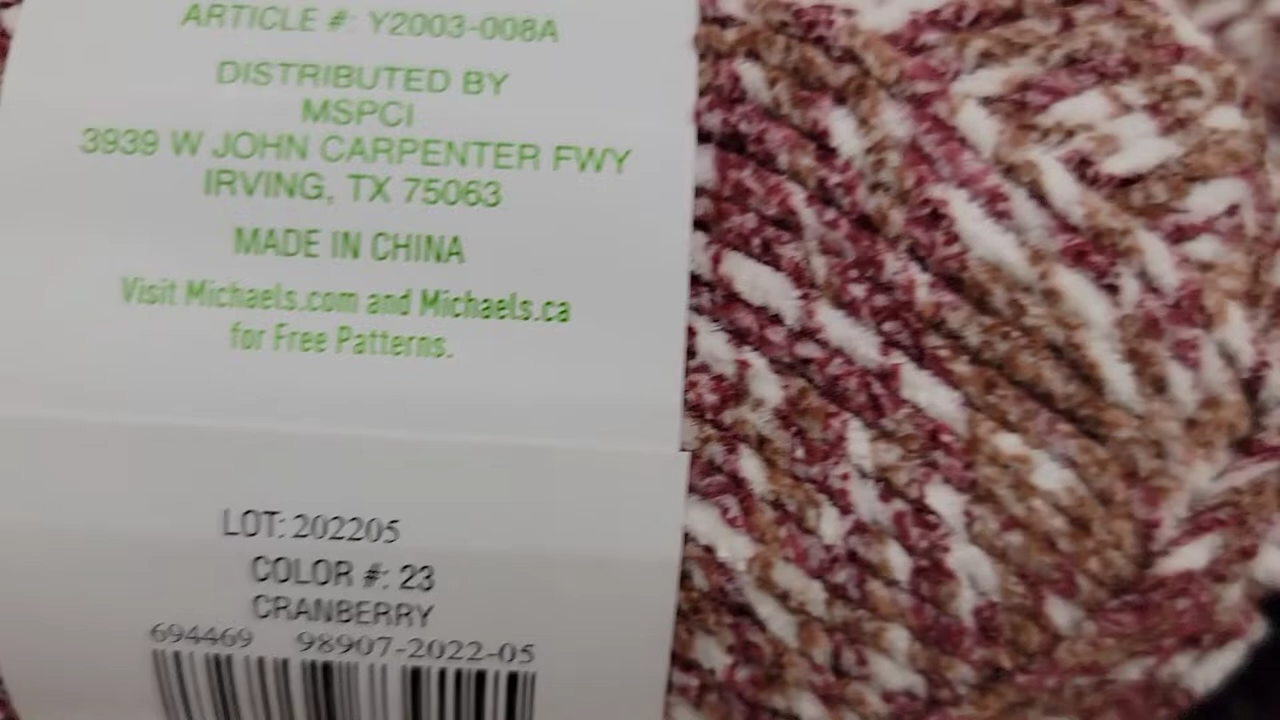 ARTICLE #: Y2003-008A
DISTRIBUTED BY
MSPCI
3939 W JOHN CARPENTER FWY
IRVING, TX 75063
MADE IN CHINA
Visit Michaels.com and Michaels.ca
for Free Patterns.
LOT: 202205
COLOR #: 23
CRANBERRY
694469 98907-2022-05